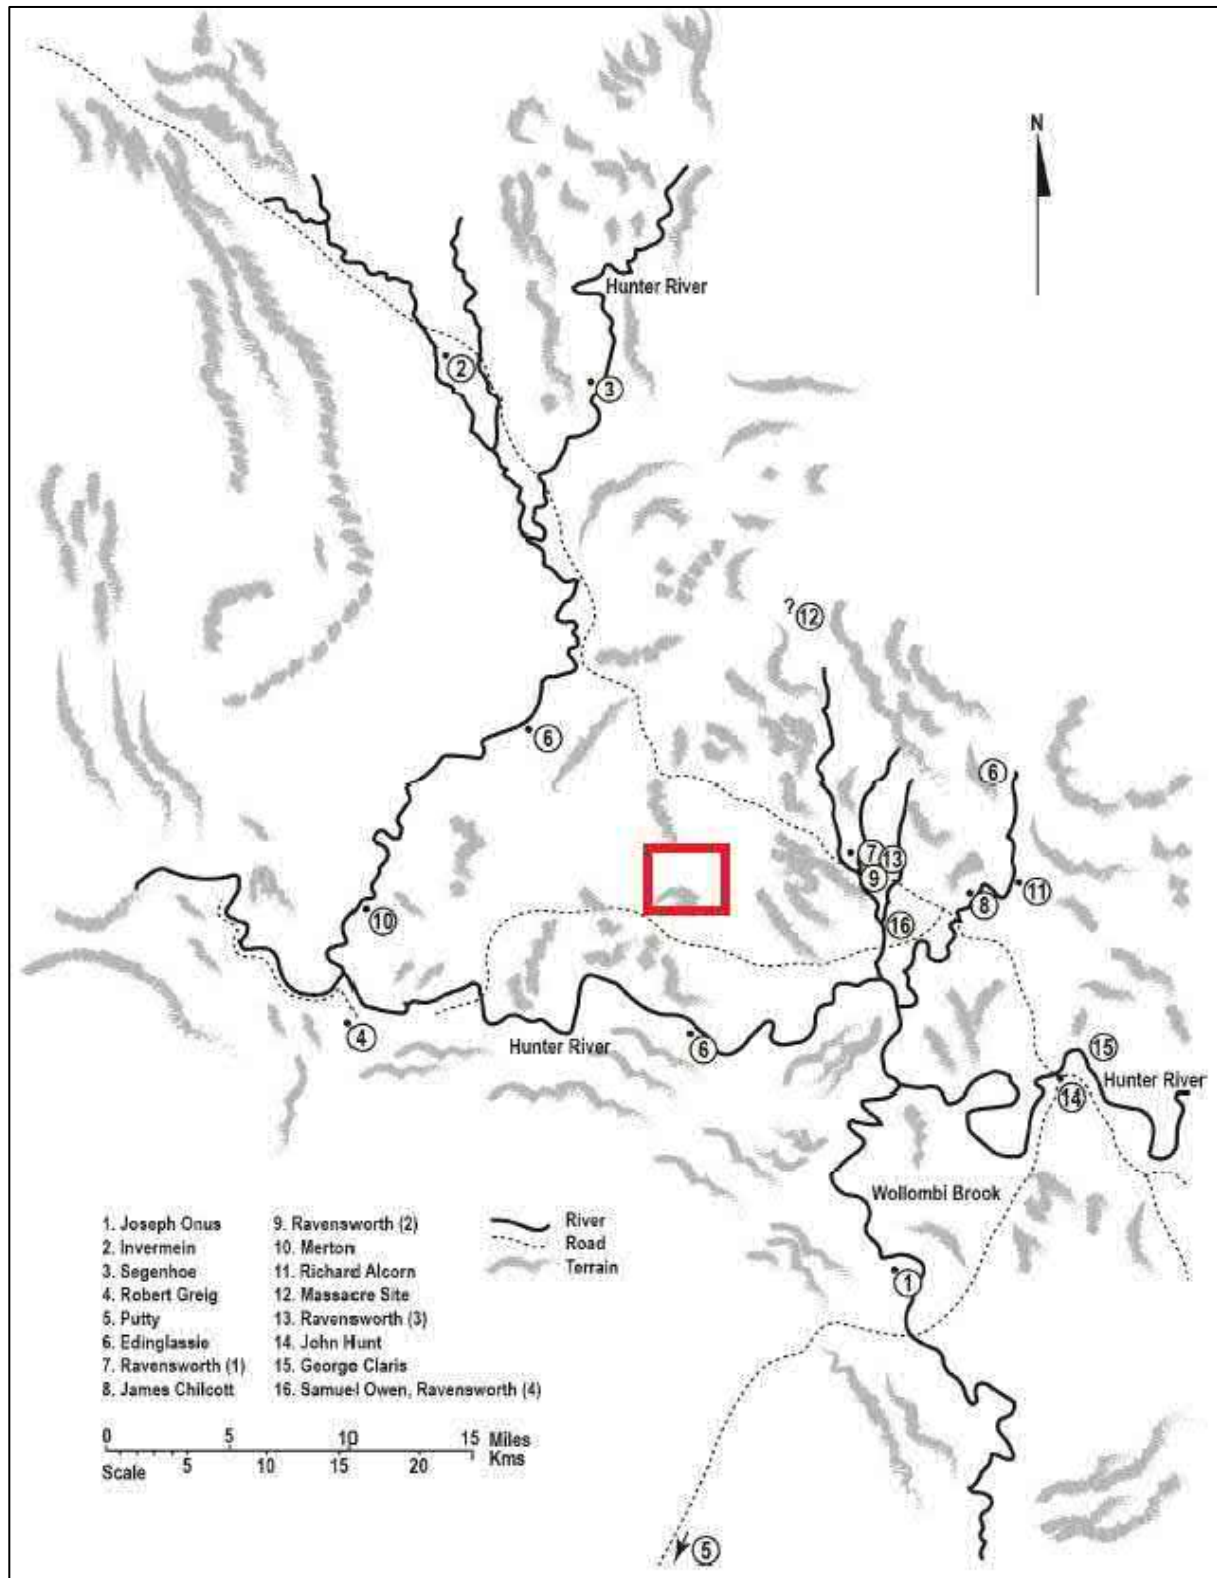 N
Hunter River
2
3
? 12
6
6
7 13
9
8
11
10
16
4
Hunter River
6
15
Hunter River
14
Wollombi Brook
1
1. Joseph Onus
2. Invermein
3. Segenhoe
4. Robert Greig
5. Putty
6. Edinglassie
7. Ravensworth (1)
8. James Chilcott
9. Ravensworth (2)
10. Merton
11. Richard Alcorn
12. Massacre Site
13. Ravensworth (3)
14. John Hunt
15. George Claris
16. Samuel Owen, Ravensworth (4)
River
Road
Terrain
0 5 10 15 Miles
Kms
Scale 5 10 15 20
5